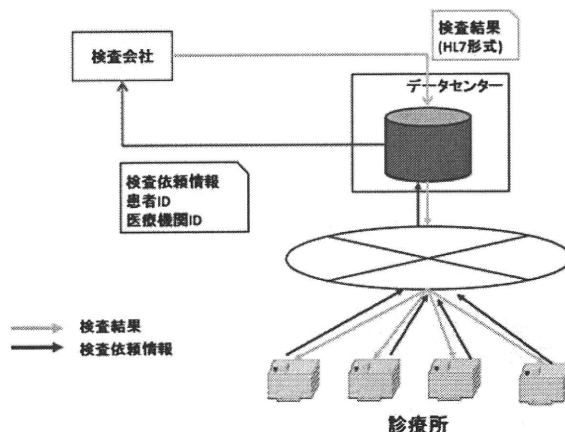 検査結果
(HL7形式)
検査会社
データセンター
検査依頼情報
患者ID
医療機関ID
検査結果
検査依頼情報
診療所